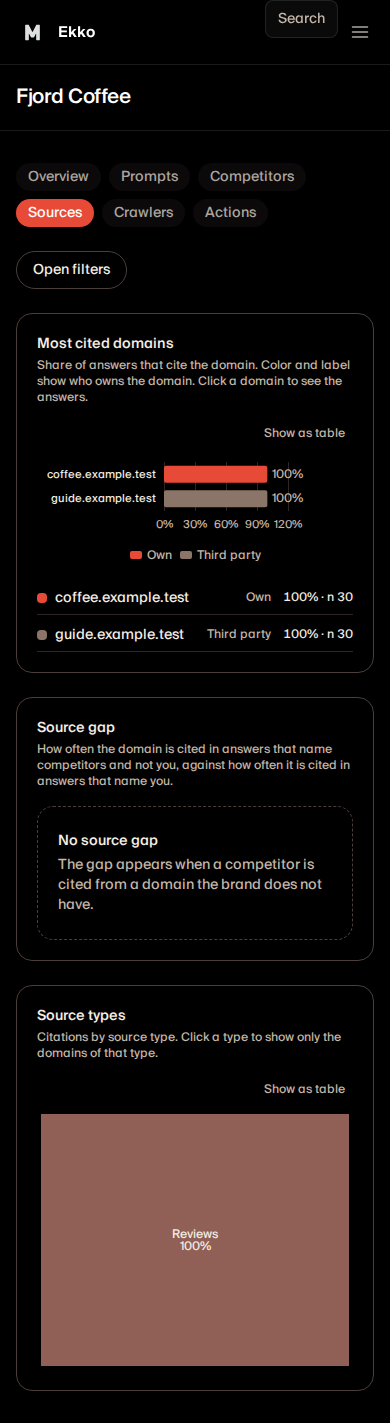 Search
Ekko
Fjord Coffee
Overview
Prompts
Competitors
Sources
Crawlers
Actions
Open filters
Most cited domains
Share of answers that cite the domain. Color and label
show who owns the domain. Click a domain to see the
answers.
Show as table
coffee.example.test 100%
guide.example.test 100%
0% 30% 60% 90% 120%
Own Third party
coffee.example.test Own 100% · n 30
guide.example.test Third party 100% · n 30
Source gap
How often the domain is cited in answers that name
competitors and not you, against how often it is cited in
answers that name you.
No source gap
The gap appears when a competitor is
cited from a domain the brand does not
have.
Source types
Citations by source type. Click a type to show only the
domains of that type.
Show as table
Reviews
100%